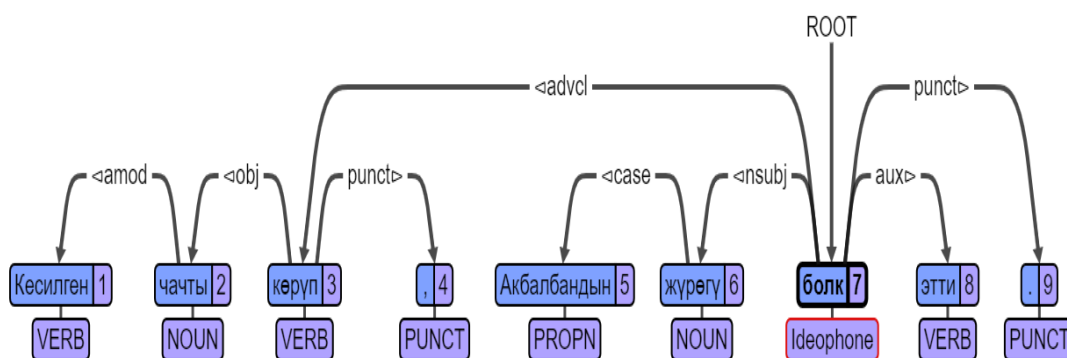 ROOT
◁advcl punct▷
◁amod ◁obj punct▷ ◁case ◁nsubj aux▷
Кесилген 1 чачты 2 көрүп 3 , 4 Акбалбандын 5 жүрөгү 6 болк 7 этти 8 . 9
VERB NOUN VERB PUNCT PROPN NOUN Ideophone VERB PUNCT